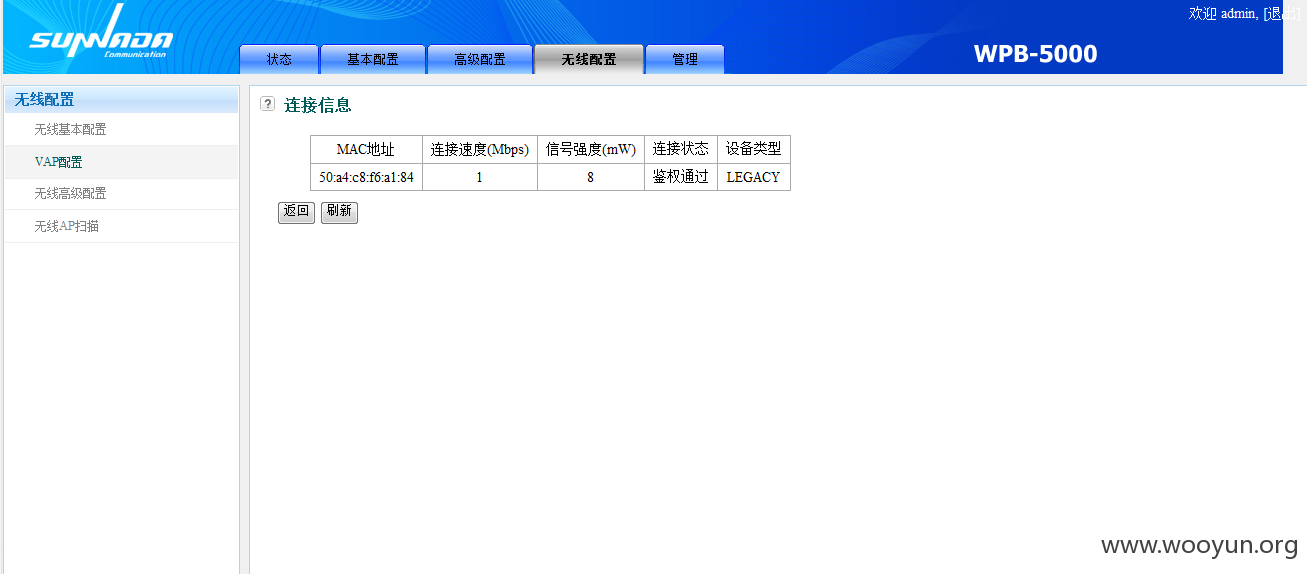 欢迎 admin, [退出]
SUNNADA
Communication
状态 基本配置 高级配置 无线配置 管理
WPB-5000
无线配置
无线基本配置
VAP配置
无线高级配置
无线AP扫描
? 连接信息
MAC地址 连接速度(Mbps) 信号强度(mW) 连接状态 设备类型
50:a4:c8:f6:a1:84 1 8 鉴权通过 LEGACY
返回 刷新
www.wooyun.org